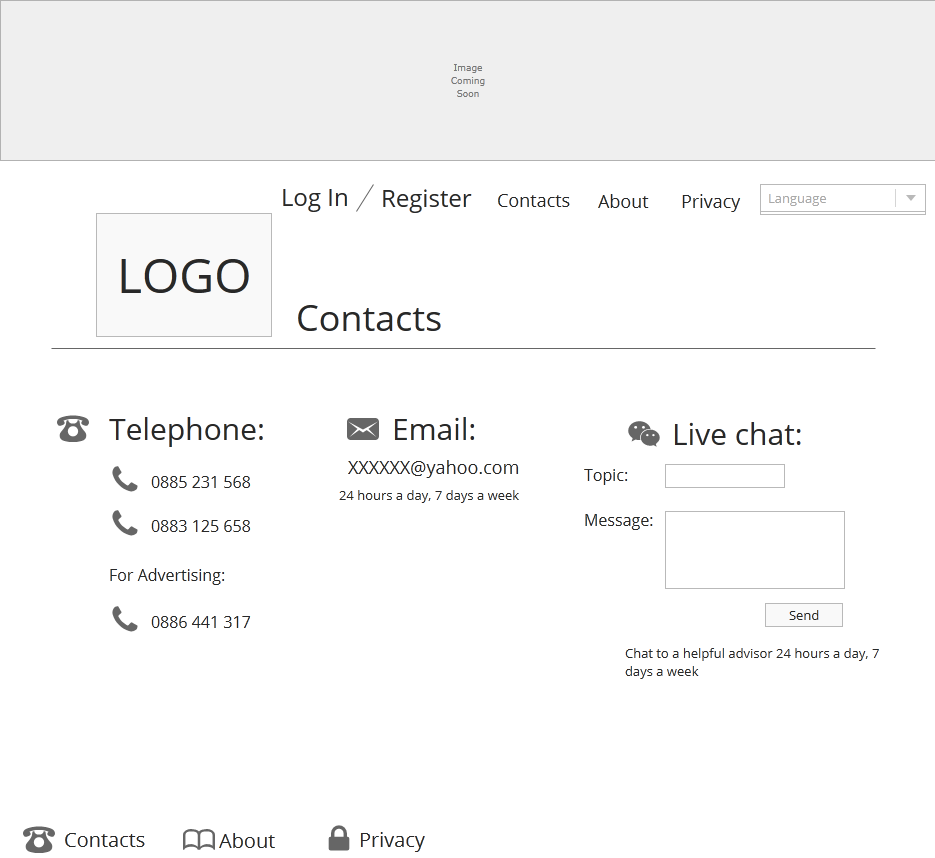 Image
Coming
Soon
Log In / Register Contacts About Privacy Language
LOGO
Contacts
Telephone:
0885 231 568
0883 125 658
For Advertising:
0886 441 317
Email:
XXXXXX@yahoo.com
24 hours a day, 7 days a week
Live chat:
Topic:
Message:
Send
Chat to a helpful advisor 24 hours a day, 7
days a week
Contacts About Privacy